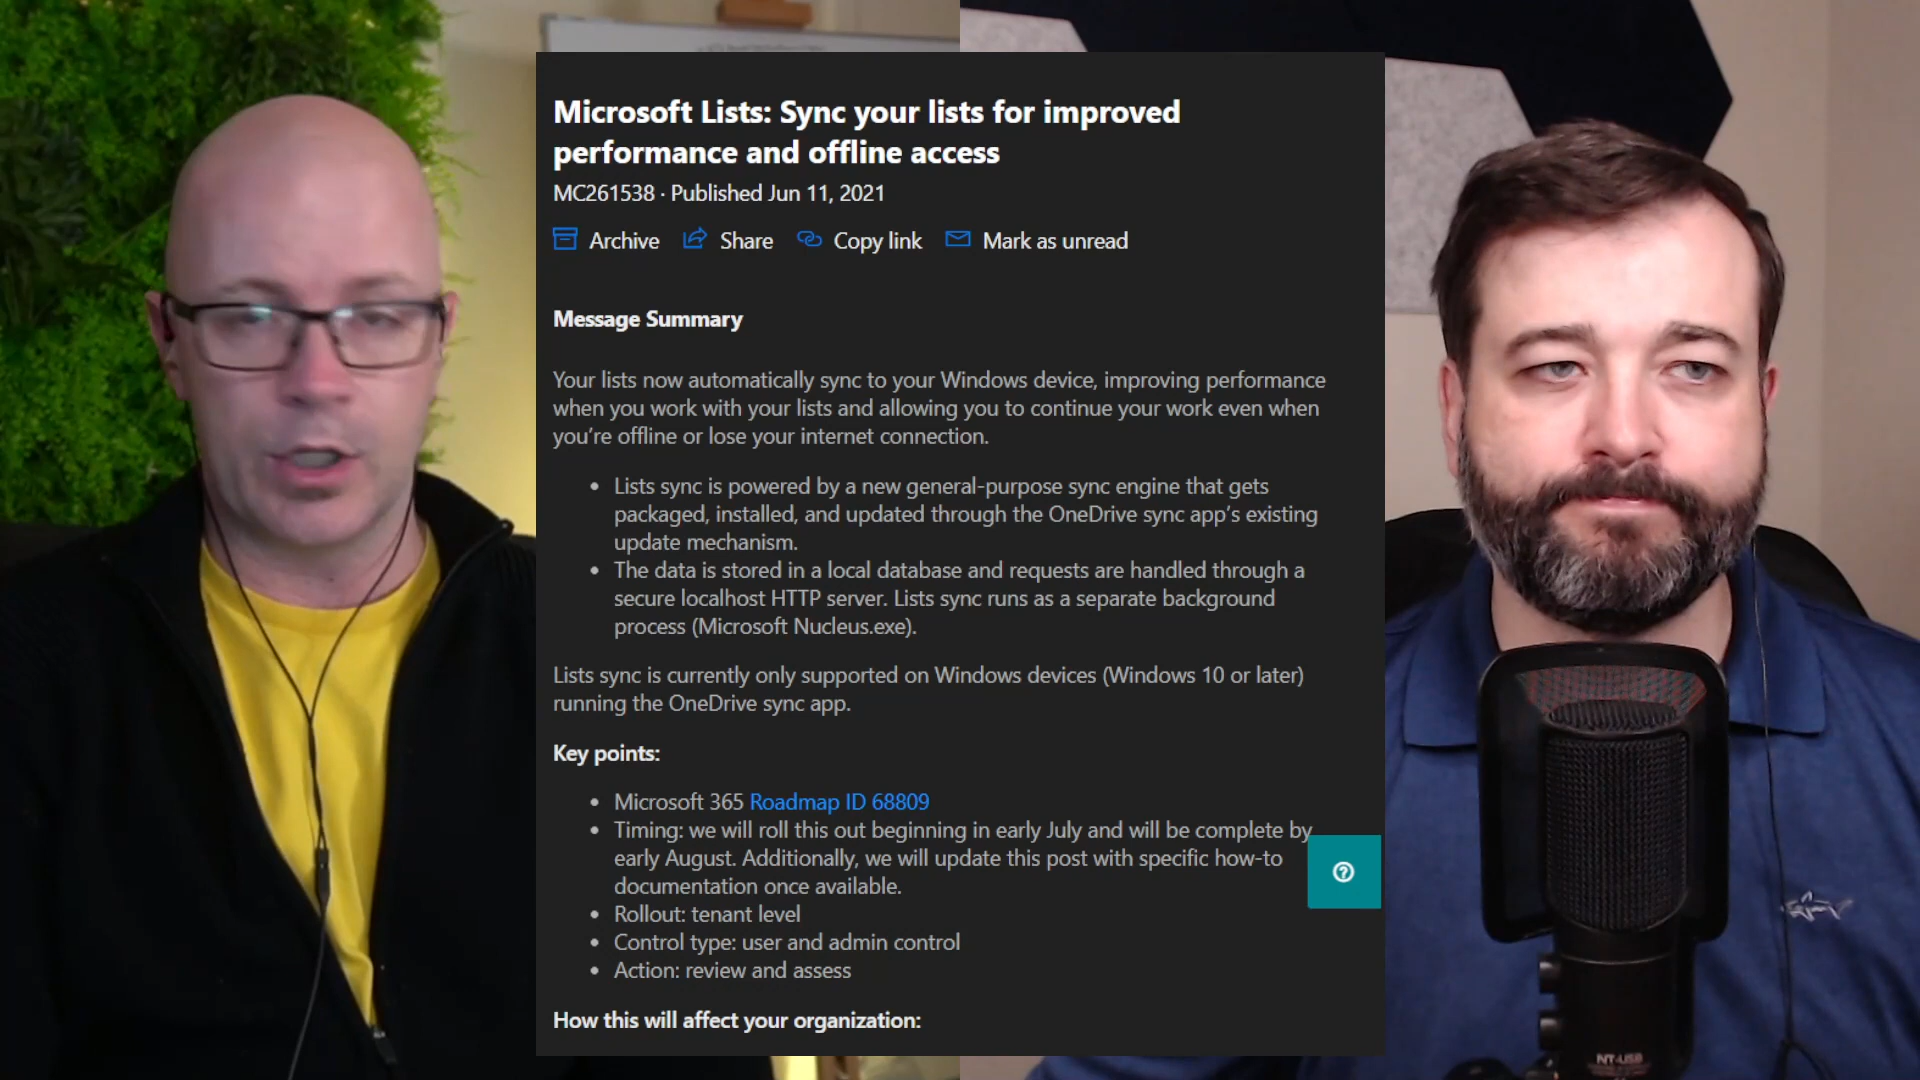 Microsoft Lists: Sync your lists for improved
performance and offline access
MC261538 · Published Jun 11, 2021
Archive Share Copy link Mark as unread
Message Summary
Your lists now automatically sync to your Windows device, improving performance
when you work with your lists and allowing you to continue your work even when
you’re offline or lose your internet connection.
• Lists sync is powered by a new general-purpose sync engine that gets
packaged, installed, and updated through the OneDrive sync app’s existing
update mechanism.
• The data is stored in a local database and requests are handled through a
secure localhost HTTP server. Lists sync runs as a separate background
process (Microsoft Nucleus.exe).
Lists sync is currently only supported on Windows devices (Windows 10 or later)
running the OneDrive sync app.
Key points:
• Microsoft 365 Roadmap ID 68809
• Timing: we will roll this out beginning in early July and will be complete by
early August. Additionally, we will update this post with specific how-to
documentation once available.
• Rollout: tenant level
• Control type: user and admin control
• Action: review and assess
How this will affect your organization:
NT-USB